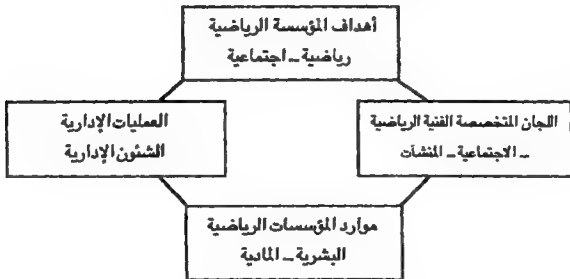 أهداف المؤسسة الرياضية
رياضية ـ اجتماعية
اللجان المتخصصة الفنية الرياضية
ـ الاجتماعية ـ المنشآت
العمليات الإدارية
الشئون الإدارية
موارد المؤسسات الرياضية
البشرية ـ المادية